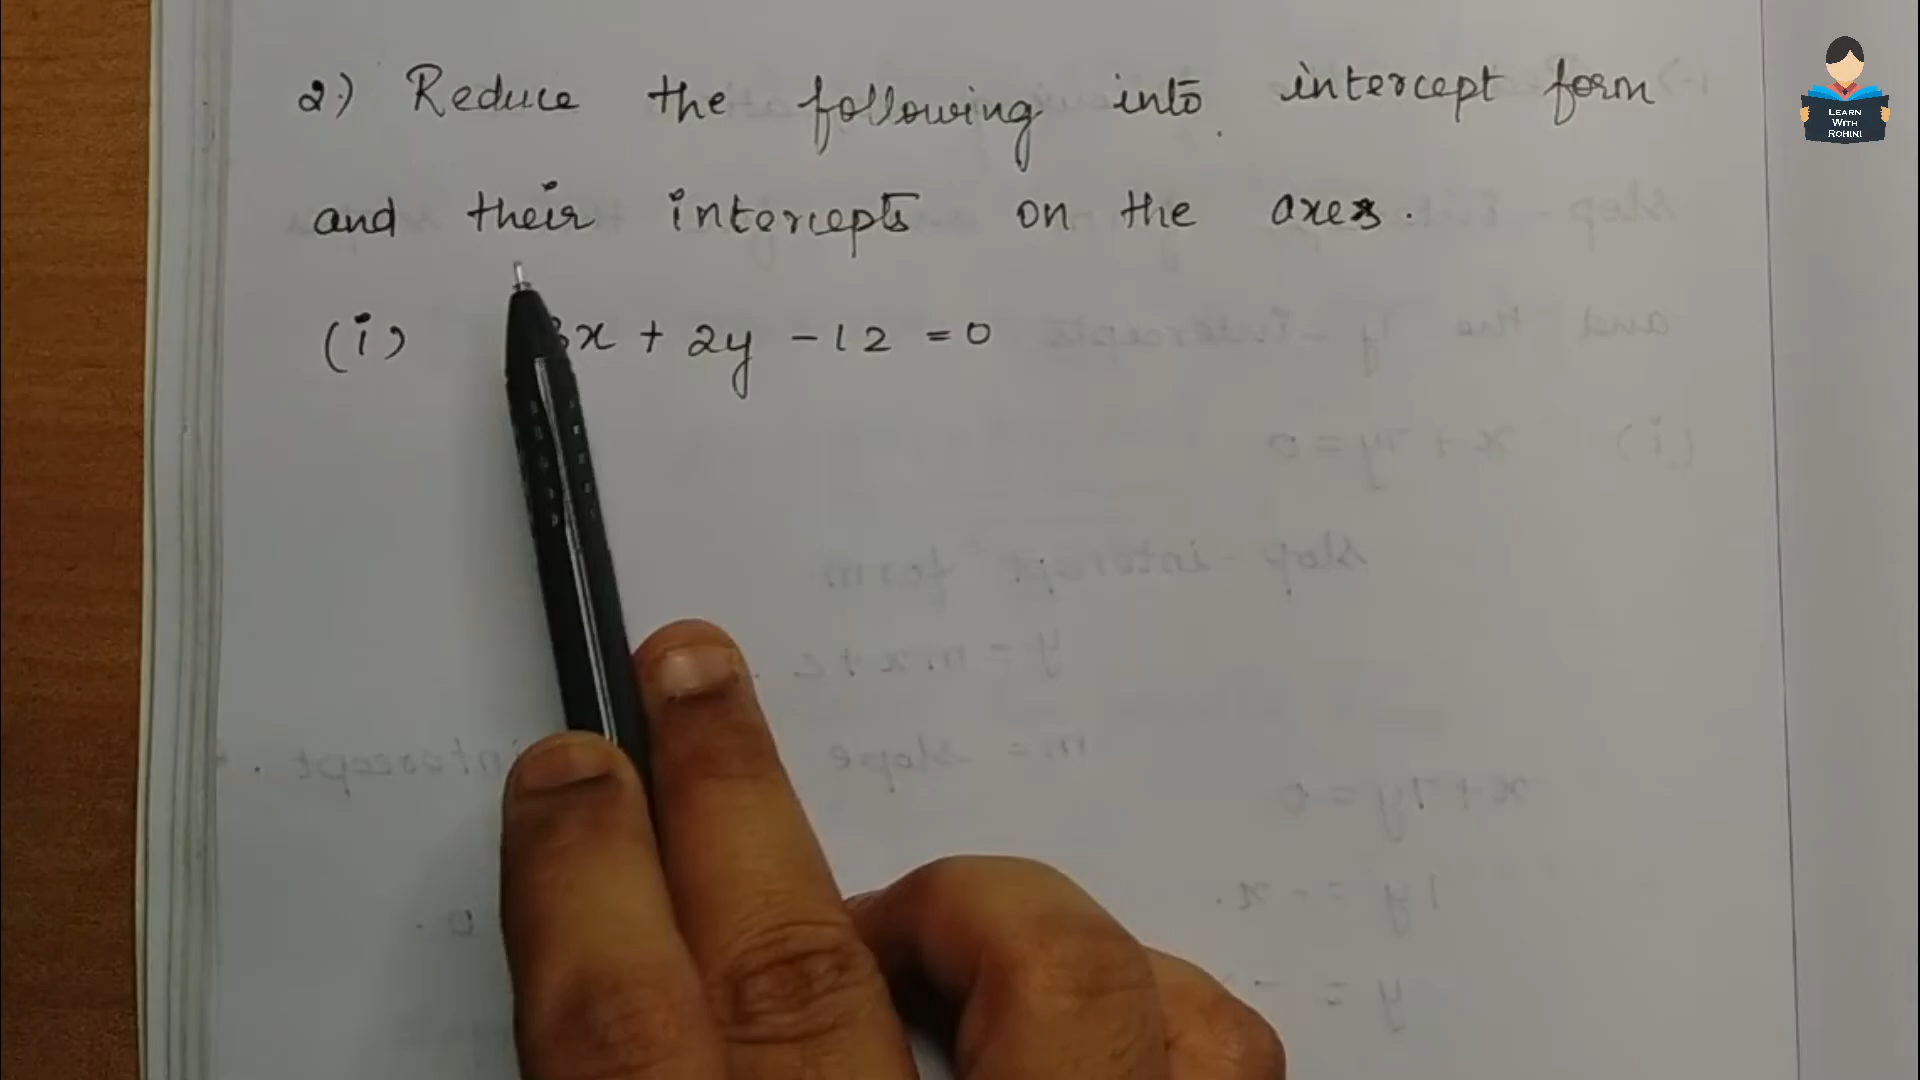 2.) Reduce the following into intercept form
and their intercepts on the axes.
(i) 3x + 2y - 12 = 0
LEARN
WITH
ROHINI